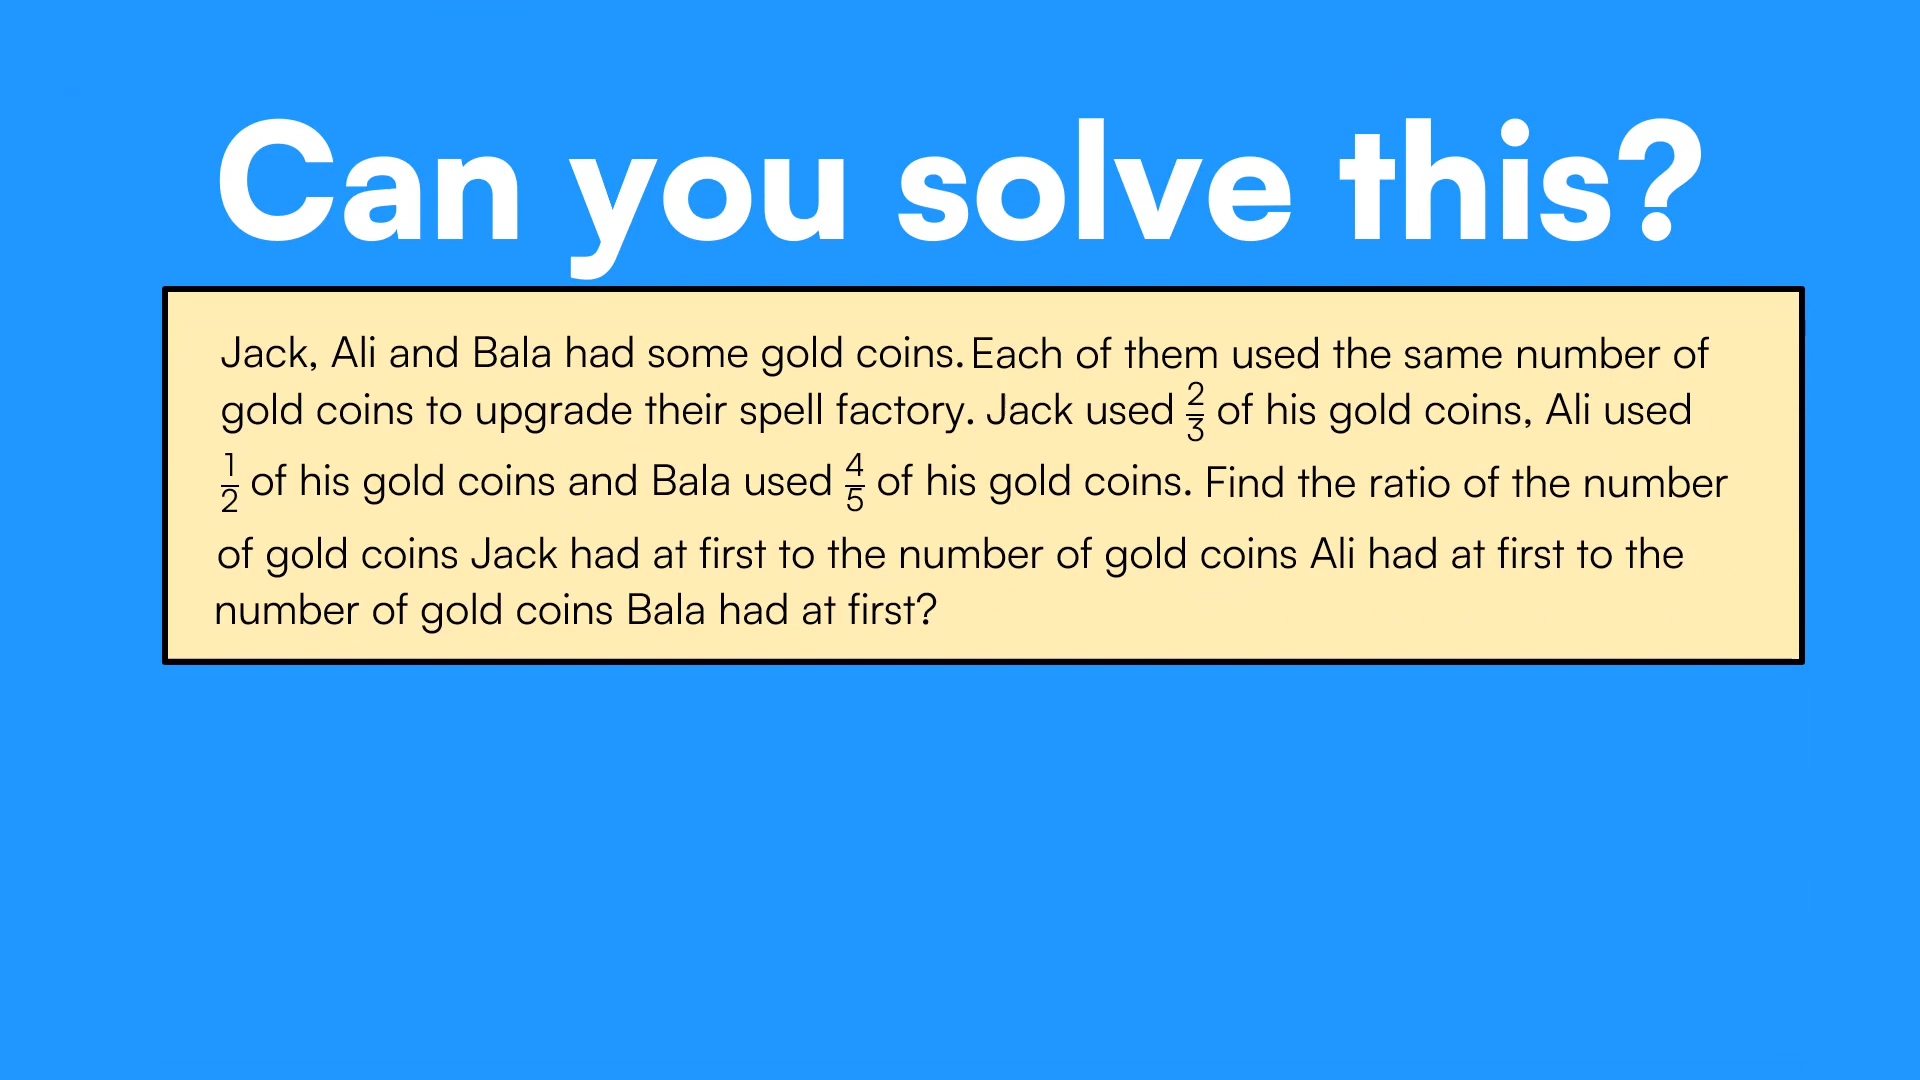 Can you solve this?
Jack, Ali and Bala had some gold coins. Each of them used the same number of
gold coins to upgrade their spell factory. Jack used 2/3 of his gold coins, Ali used
1/2 of his gold coins and Bala used 4/5 of his gold coins. Find the ratio of the number
of gold coins Jack had at first to the number of gold coins Ali had at first to the
number of gold coins Bala had at first?